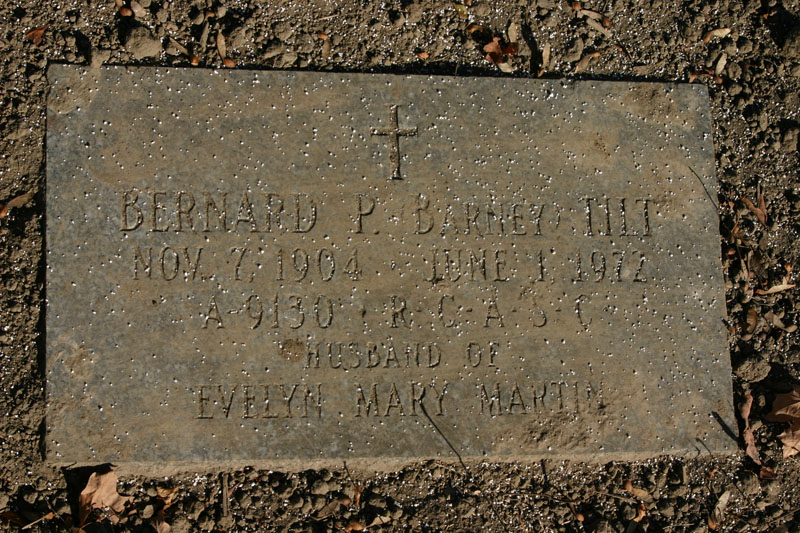 BERNARD P. (BARNEY) TILT
NOV. 7, 1904 - JUNE 1, 1972
A-9130 R·C·A·S·C·
HUSBAND OF
EVELYN MARY MARTIN